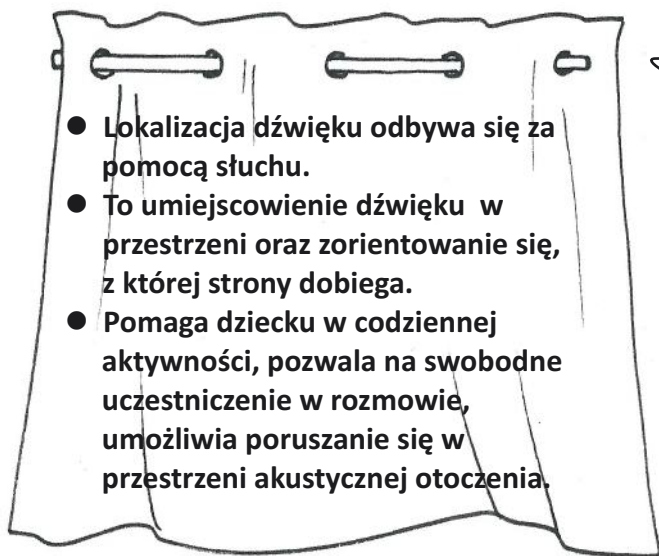 ● Lokalizacja dźwięku odbywa się za
pomocą słuchu.
● To umiejscowienie dźwięku w
przestrzeni oraz zorientowanie się,
z której strony dobiega.
● Pomaga dziecku w codziennej
aktywności, pozwala na swobodne
uczestniczenie w rozmowie,
umożliwia poruszanie się w
przestrzeni akustycznej otoczenia.